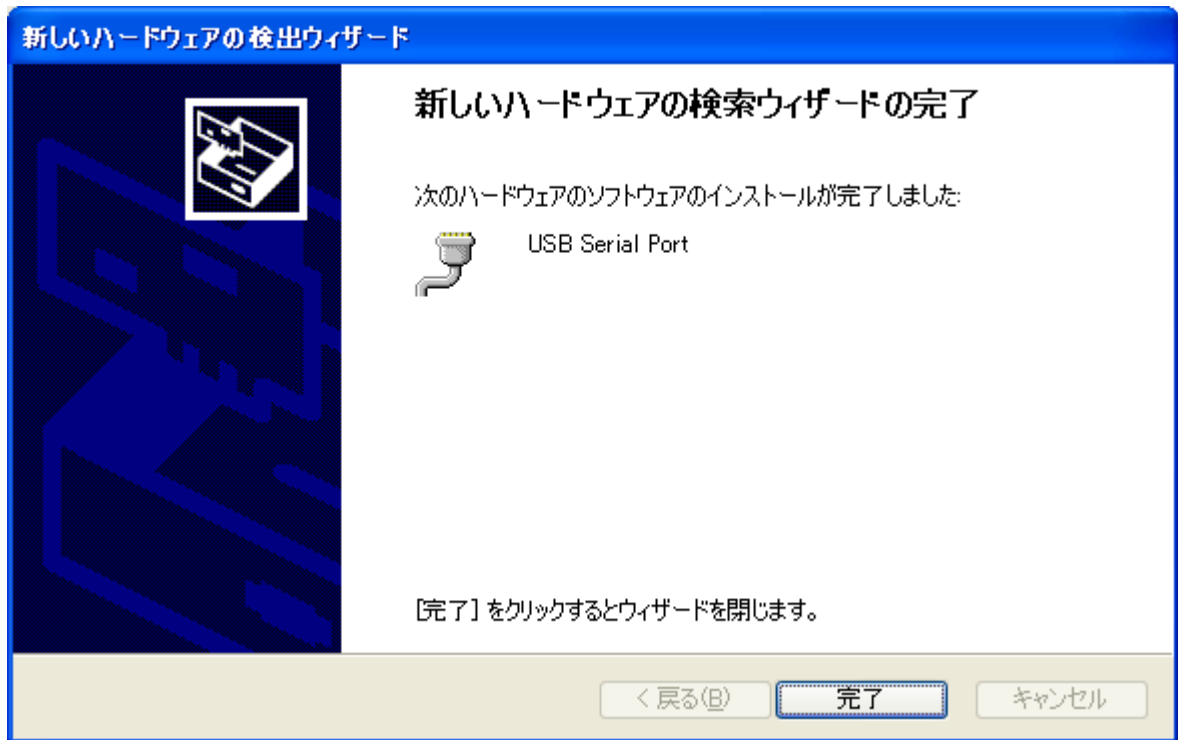 新しいハードウェアの検出ウィザード
新しいハードウェアの検索ウィザードの完了
次のハードウェアのソフトウェアのインストールが完了しました:
USB Serial Port
[完了] をクリックするとウィザードを閉じます。
< 戻る(B)
完了
キャンセル